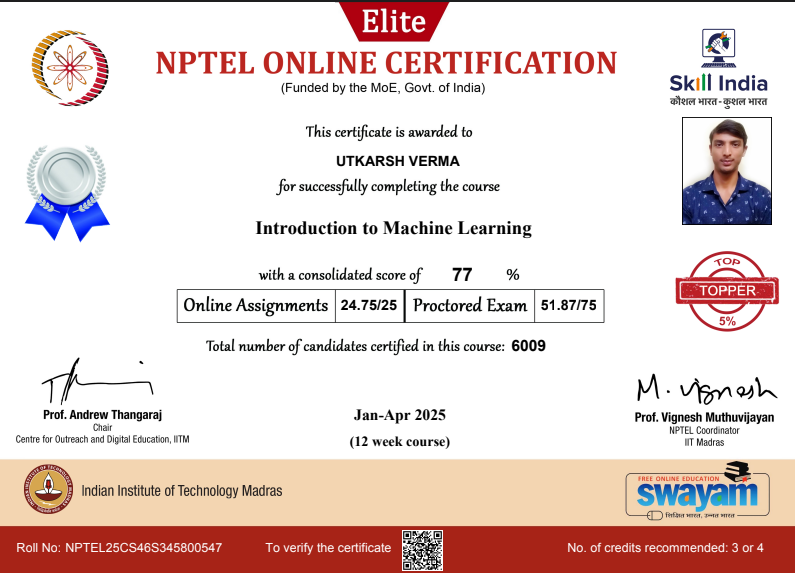 Elite
NPTEL ONLINE CERTIFICATION
(Funded by the MoE, Govt. of India)
Skill India
कौशल भारत - कुशल भारत
This certificate is awarded to
UTKARSH VERMA
for successfully completing the course
Introduction to Machine Learning
with a consolidated score of 77 %
Online Assignments 24.75/25 Proctored Exam 51.87/75
TOP
TOPPER
5%
Total number of candidates certified in this course: 6009
M. Vignesh
Prof. Andrew Thangaraj
Chair
Centre for Outreach and Digital Education, IITM
Jan-Apr 2025
(12 week course)
Prof. Vignesh Muthuvijayan
NPTEL Coordinator
IIT Madras
Indian Institute of Technology Madras
FREE ONLINE EDUCATION
swayam
शिक्षित भारत, उन्नत भारत
Roll No: NPTEL25CS46S345800547
To verify the certificate
No. of credits recommended: 3 or 4